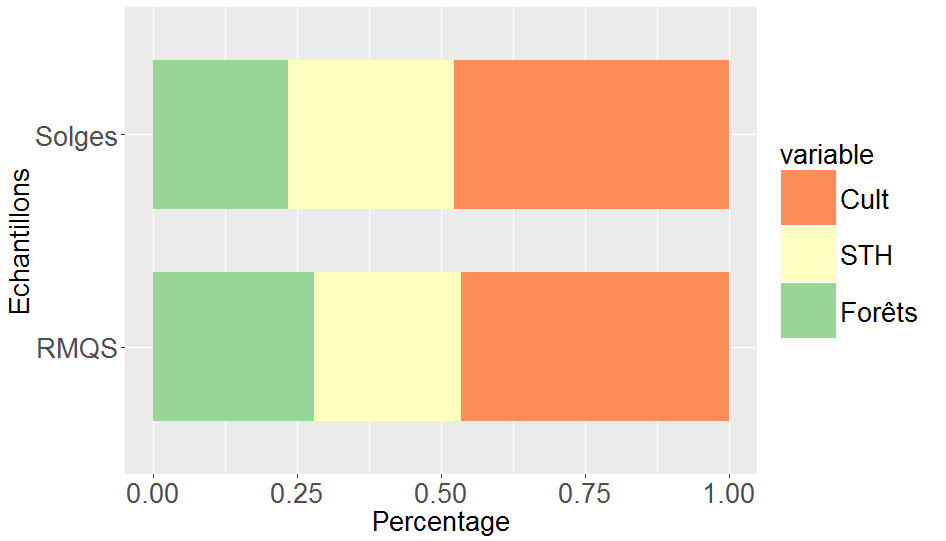 Echantillons
Solges
RMQS
0.00 0.25 0.50 0.75 1.00
Percentage
variable
Cult
STH
Forêts